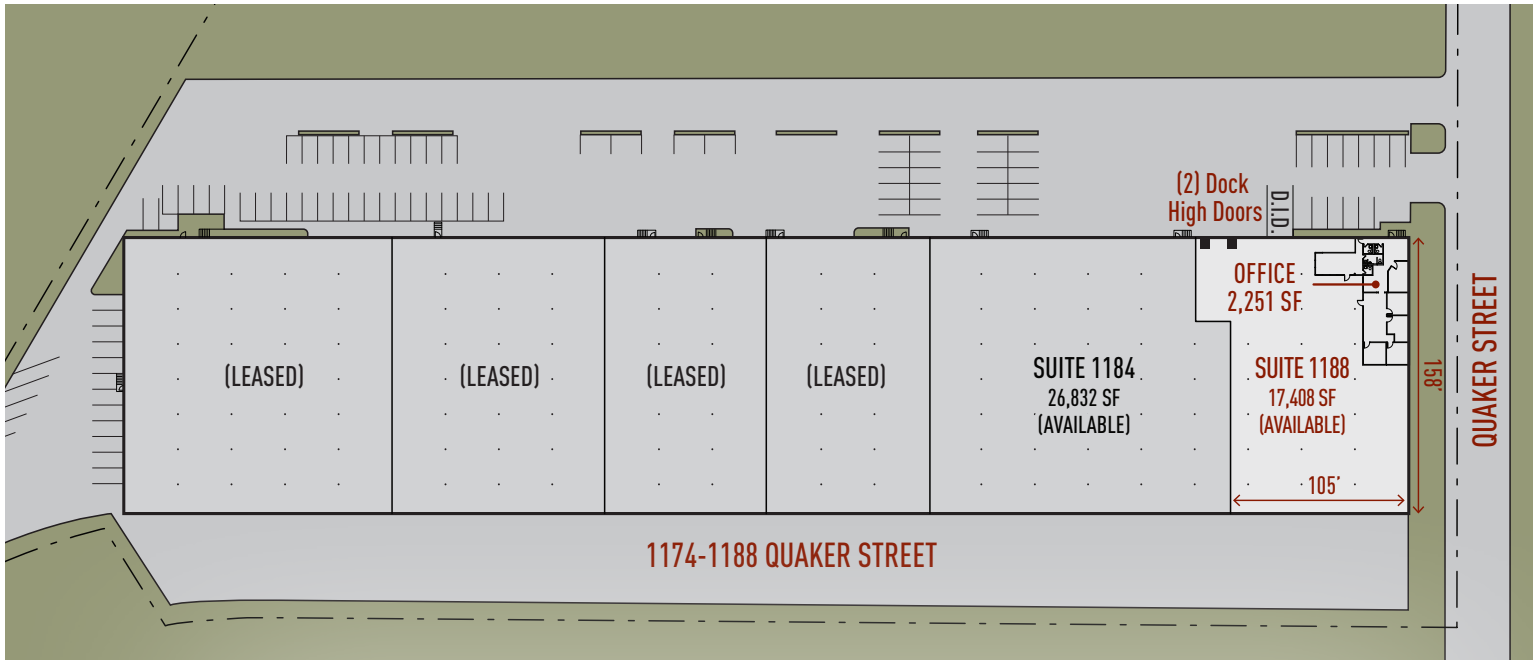 (2) Dock
High Doors
D.I.D.
OFFICE
2,251 SF
(LEASED)
(LEASED)
(LEASED)
(LEASED)
SUITE 1184
26,832 SF
(AVAILABLE)
SUITE 1188
17,408 SF
(AVAILABLE)
158'
105'
QUAKER STREET
1174-1188 QUAKER STREET